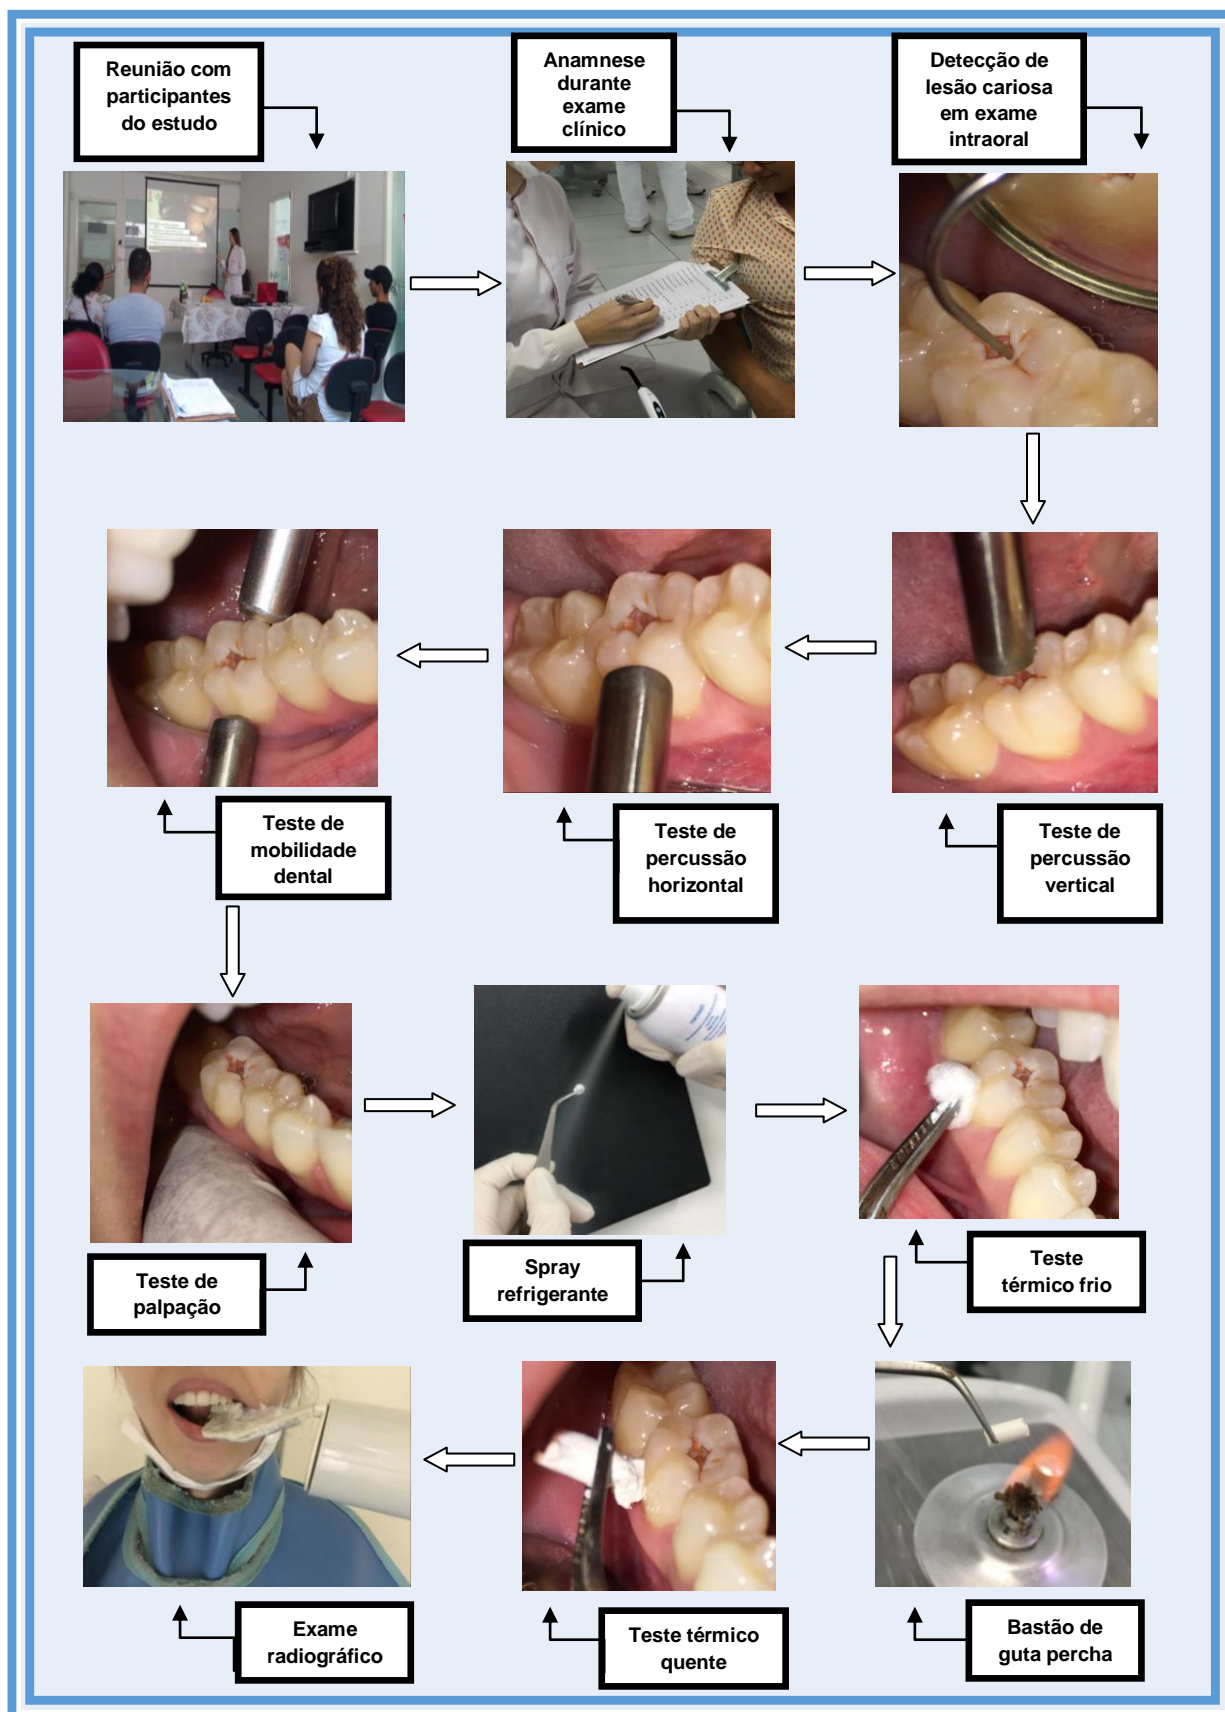 Reunião com
participantes
do estudo
Anamnese
durante
exame
clínico
Detecção de
lesão cariosa
em exame
intraoral
Teste de
mobilidade
dental
Teste de
percussão
horizontal
Teste de
percussão
vertical
Teste de
palpação
Spray
refrigerante
Teste
térmico frio
Exame
radiográfico
Teste térmico
quente
Bastão de
guta percha